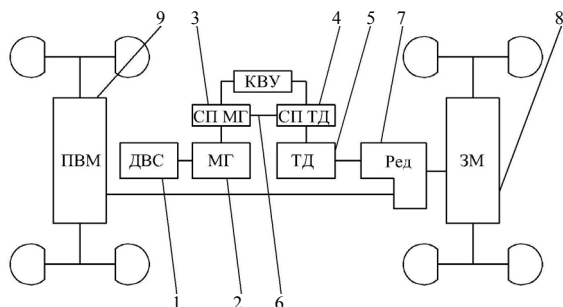 9 3 4 5 7 8
КВУ
СП МГ СП ТД
ПВМ ДВС МГ ТД Ред ЗМ
1 2 6